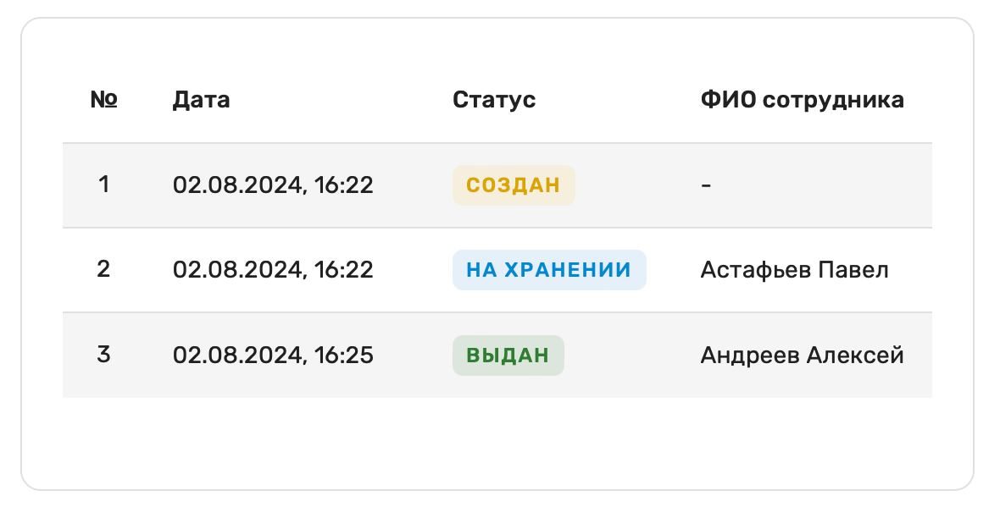 № Дата Статус ФИО сотрудника
1 02.08.2024, 16:22 СОЗДАН -
2 02.08.2024, 16:22 НА ХРАНЕНИИ Астафьев Павел
3 02.08.2024, 16:25 ВЫДАН Андреев Алексей